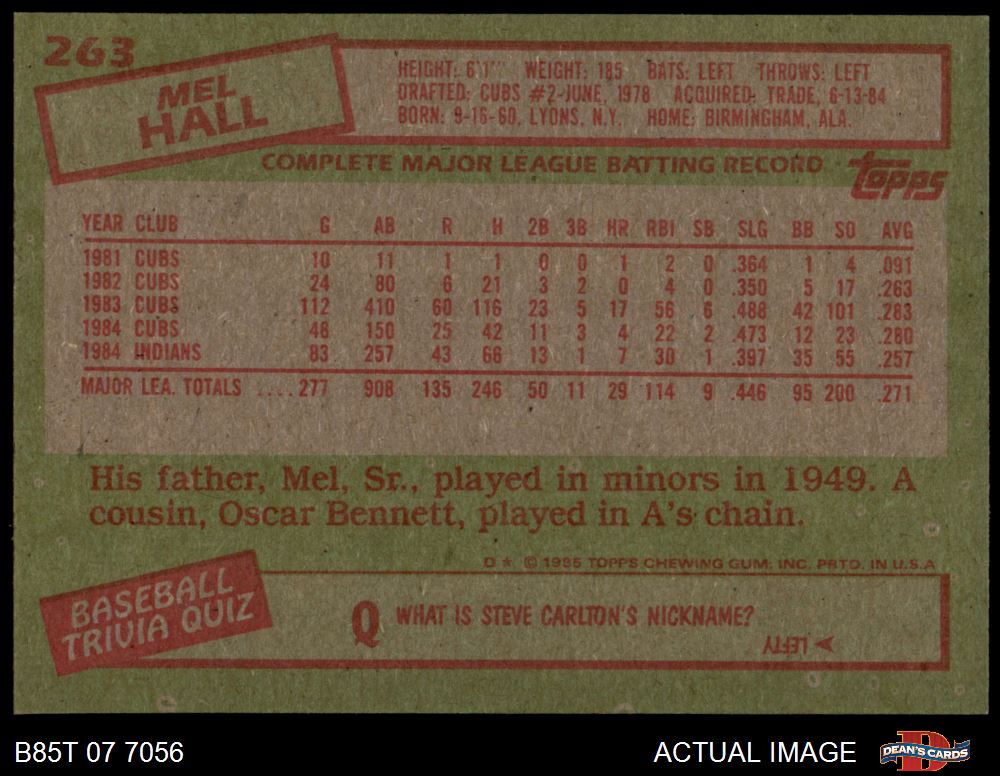 263
MEL
HALL
HEIGHT: 6'1" WEIGHT: 185 BATS: LEFT THROWS: LEFT
DRAFTED: CUBS #2-JUNE, 1978 ACQUIRED: TRADE, 6-13-84
BORN: 9-16-60, LYONS, N.Y. HOME: BIRMINGHAM, ALA.
COMPLETE MAJOR LEAGUE BATTING RECORD
TOPPS
YEAR CLUB G AB R H 2B 3B HR RBI SB SLG BB SO AVG
1981 CUBS 10 11 1 1 0 0 1 2 0 .364 1 4 .091
1982 CUBS 24 80 6 21 3 2 0 4 0 .350 5 17 .263
1983 CUBS 112 410 60 116 23 5 17 56 6 .488 42 101 .283
1984 CUBS 48 150 25 42 11 3 4 22 2 .473 12 23 .280
1984 INDIANS 83 257 43 66 13 1 7 30 1 .397 35 55 .257
MAJOR LEA. TOTALS ....277 908 135 246 50 11 29 114 9 .446 95 200 .271
His father, Mel, Sr., played in minors in 1949. A
cousin, Oscar Bennett, played in A's chain.
D * © 1985 TOPPS CHEWING GUM, INC. PRTD. IN U.S.A
BASEBALL
TRIVIA QUIZ
Q WHAT IS STEVE CARLTON'S NICKNAME?
LEFTY
B85T 07 7056
ACTUAL IMAGE
D
DEAN'S CARDS